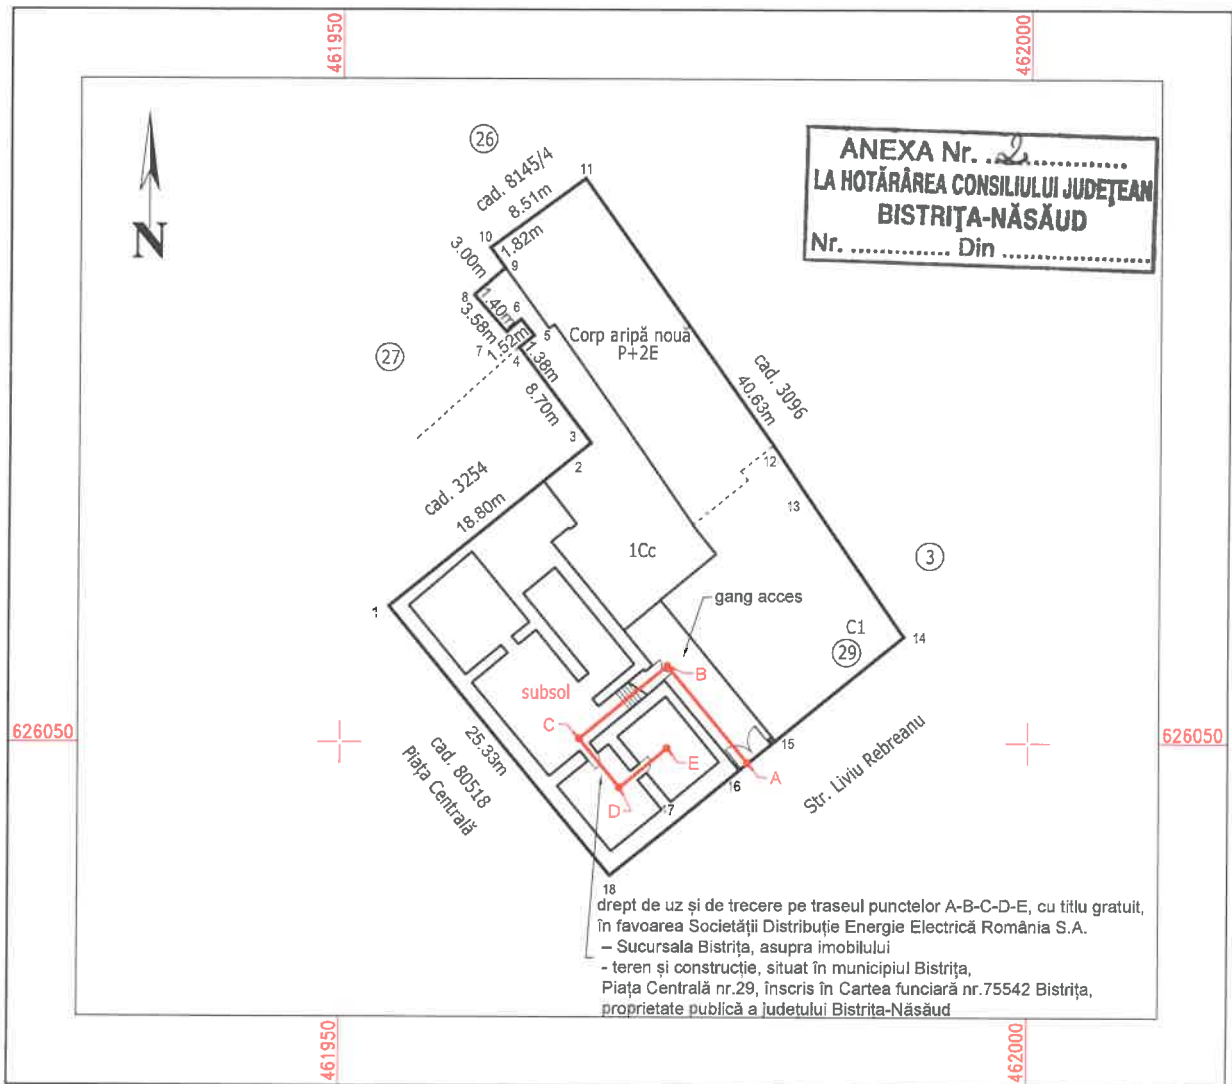 461950
462000
ANEXA Nr. ..2..............
LA HOTĂRÂREA CONSILIULUI JUDEȚEAN
BISTRIȚA-NĂSĂUD
Nr. .............. Din .....................
N
26
cad. 8145/4
8.51m
11
10
1.82m
3.00m
9
8
1.40m
6
3.58m
5
7
1.52m
4
1.38m
27
Corp aripă nouă
P+2E
cad. 3096
40.63m
8.70m
3
2
12
13
cad. 3254
18.80m
1Cc
3
1
gang acces
C1
14
29
B
subsol
C
626050
626050
25.33m
cad. 80518
Piața Centrală
E
15
A
16
Str. Liviu Rebreanu
D
17
18
drept de uz și de trecere pe traseul punctelor A-B-C-D-E, cu titlu gratuit,
în favoarea Societății Distribuție Energie Electrică România S.A.
– Sucursala Bistrița, asupra imobilului
- teren și construcție, situat în municipiul Bistrița,
Piața Centrală nr.29, înscris în Cartea funciară nr.75542 Bistrița,
proprietate publică a județului Bistrița-Năsăud
461950
462000